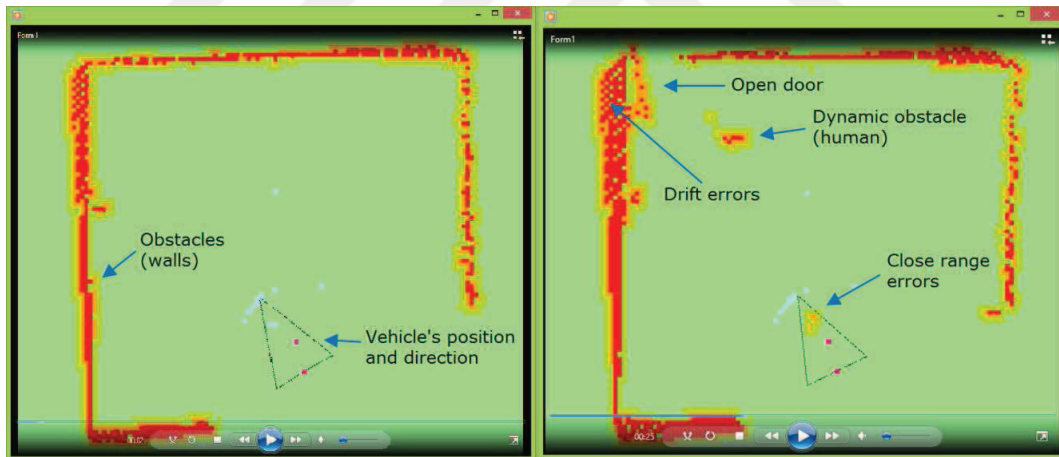 Form1
Obstacles
(walls)
Vehicle's position
and direction
Form1
Open door
Dynamic obstacle
(human)
Drift errors
Close range
errors
00:25